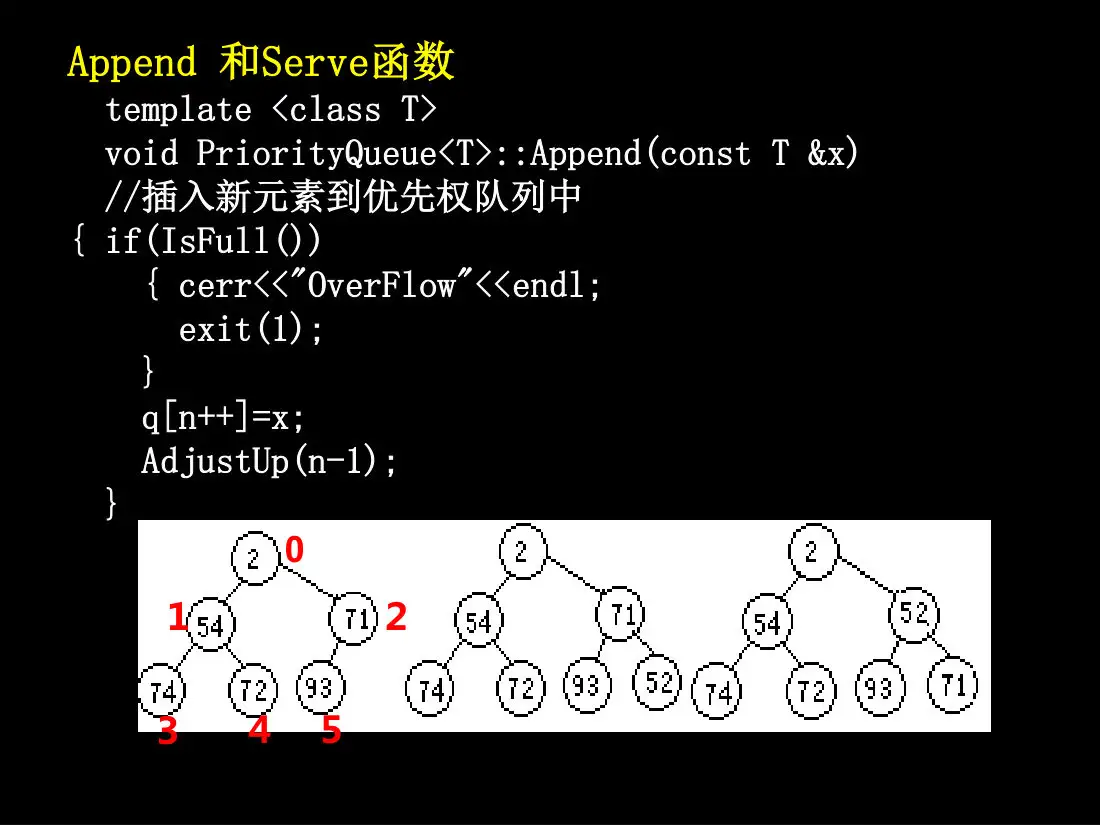 Append 和Serve函数
template <class T>
void PriorityQueue<T>::Append(const T &x)
//插入新元素到优先权队列中
{ if(IsFull())
{ cerr<<"OverFlow"<<endl;
exit(1);
}
q[n++]=x;
AdjustUp(n-1);
}
2 0 2 2
1 54 71 2 54 71 54 52
74 72 93 74 72 93 52 74 72 93 71
3 4 5